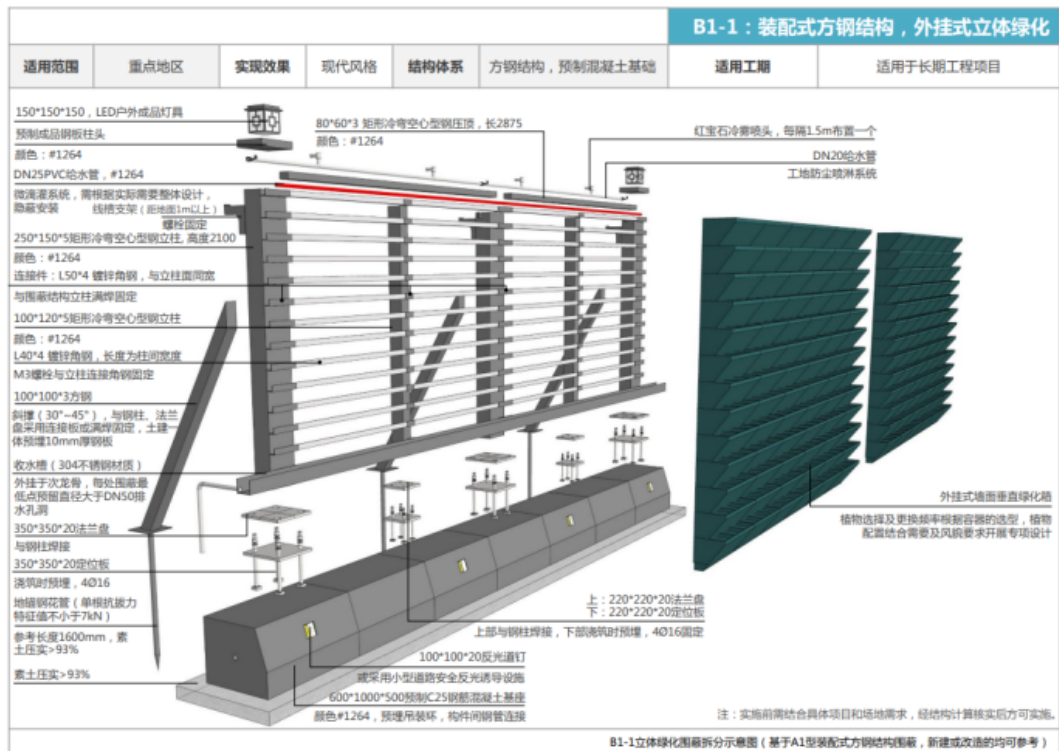 B1-1：装配式方钢结构，外挂式立体绿化
适用范围 重点地区 实现效果 现代风格 结构体系 方钢结构，预制混凝土基础 适用工期 适用于长期工程项目
150*150*150，LED户外成品灯具
预制成品钢板柱头
颜色：#1264
DN25PVC给水管，#1264
微滴灌系统，需根据实际需要整体设计，
隐蔽安装
线槽支架（距地面1m以上）
螺栓固定
250*150*5矩形冷弯空心型钢立柱, 高度2100
颜色：#1264
连接件：L50*4 镀锌角钢，与立柱面同宽
与围蔽结构立柱满焊固定
100*120*5矩形冷弯空心型钢立柱
颜色：#1264
L40*4 镀锌角钢，长度为柱间宽度
M3螺栓与立柱连接角钢固定
100*100*3方钢
斜撑（30°~45°），与钢柱、法兰
盘采用连接板或满焊固定，土建一
体预埋10mm厚钢板
收水槽（304不锈钢材质）
外挂于次龙骨，每处围蔽最
低点预留直径大于DN50排
水孔洞
350*350*20法兰盘
与钢柱焊接
350*350*20定位板
浇筑时预埋，4Ø16
地锚钢花管（单根抗拔力
特征值不小于7kN）
参考长度1600mm，素
土压实>93%
素土压实>93%
80*60*3 矩形冷弯空心型钢压顶，长2875
颜色：#1264
红宝石冷雾喷头，每隔1.5m布置一个
DN20给水管
工地防尘喷淋系统
外挂式墙面垂直绿化箱
植物选择及更换频率根据容器的选型，植物
配置结合需要及风貌要求开展专项设计
上：220*220*20法兰盘
下：220*220*20定位板
上部与钢柱焊接，下部浇筑时预埋，4Ø16固定
100*100*20反光道钉
或采用小型道路安全反光诱导设施
600*1000*500预制C25钢筋混凝土基座
颜色#1264，预埋吊装环，构件间钢管连接
注：实施前需结合具体项目和场地需求，经结构计算核实后方可实施。
B1-1立体绿化围蔽拆分示意图（基于A1型装配式方钢结构围蔽，新建或改造的均可参考）